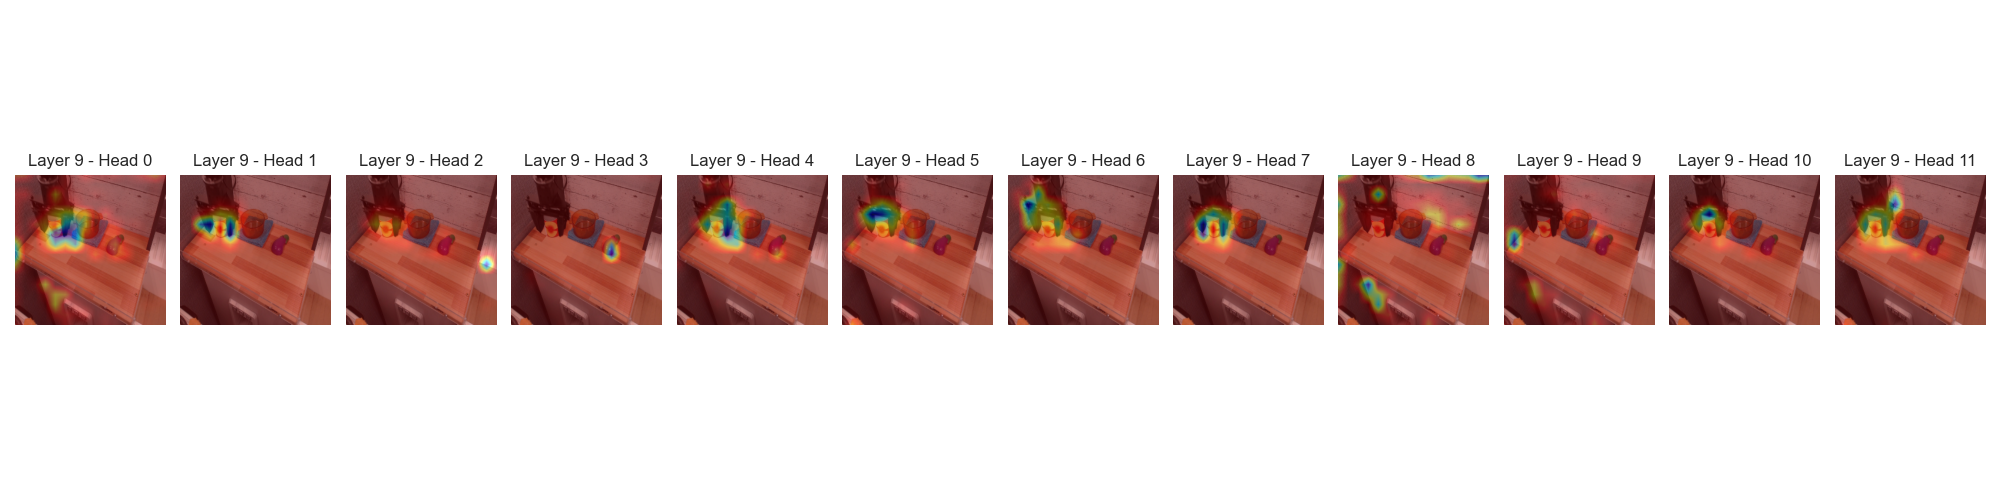 Layer 9 - Head 0
Layer 9 - Head 1
Layer 9 - Head 2
Layer 9 - Head 3
Layer 9 - Head 4
Layer 9 - Head 5
Layer 9 - Head 6
Layer 9 - Head 7
Layer 9 - Head 8
Layer 9 - Head 9
Layer 9 - Head 10
Layer 9 - Head 11